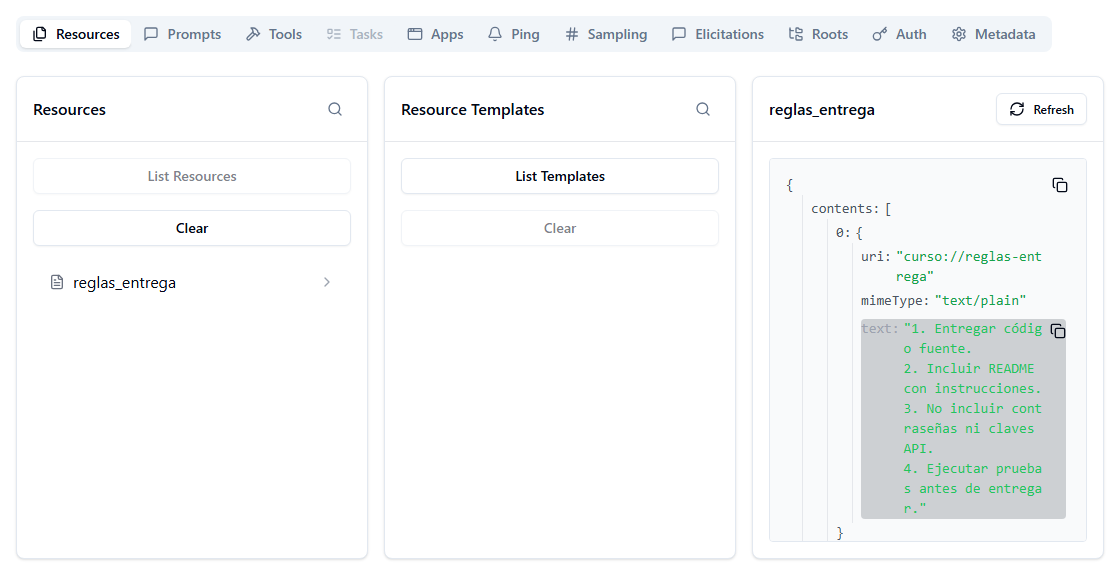 Resources Prompts Tools Tasks Apps Ping Sampling Elicitations Roots Auth Metadata
Resources
List Resources
Clear
reglas_entrega
Resource Templates
List Templates
Clear
reglas_entrega
Refresh
{
contents: [
0: {
uri: "curso://reglas-ent
rega"
mimeType: "text/plain"
text: "1. Entregar códig
o fuente.
2. Incluir README
con instrucciones.
3. No incluir cont
raseñas ni claves
API.
4. Ejecutar prueba
s antes de entrega
r."
}